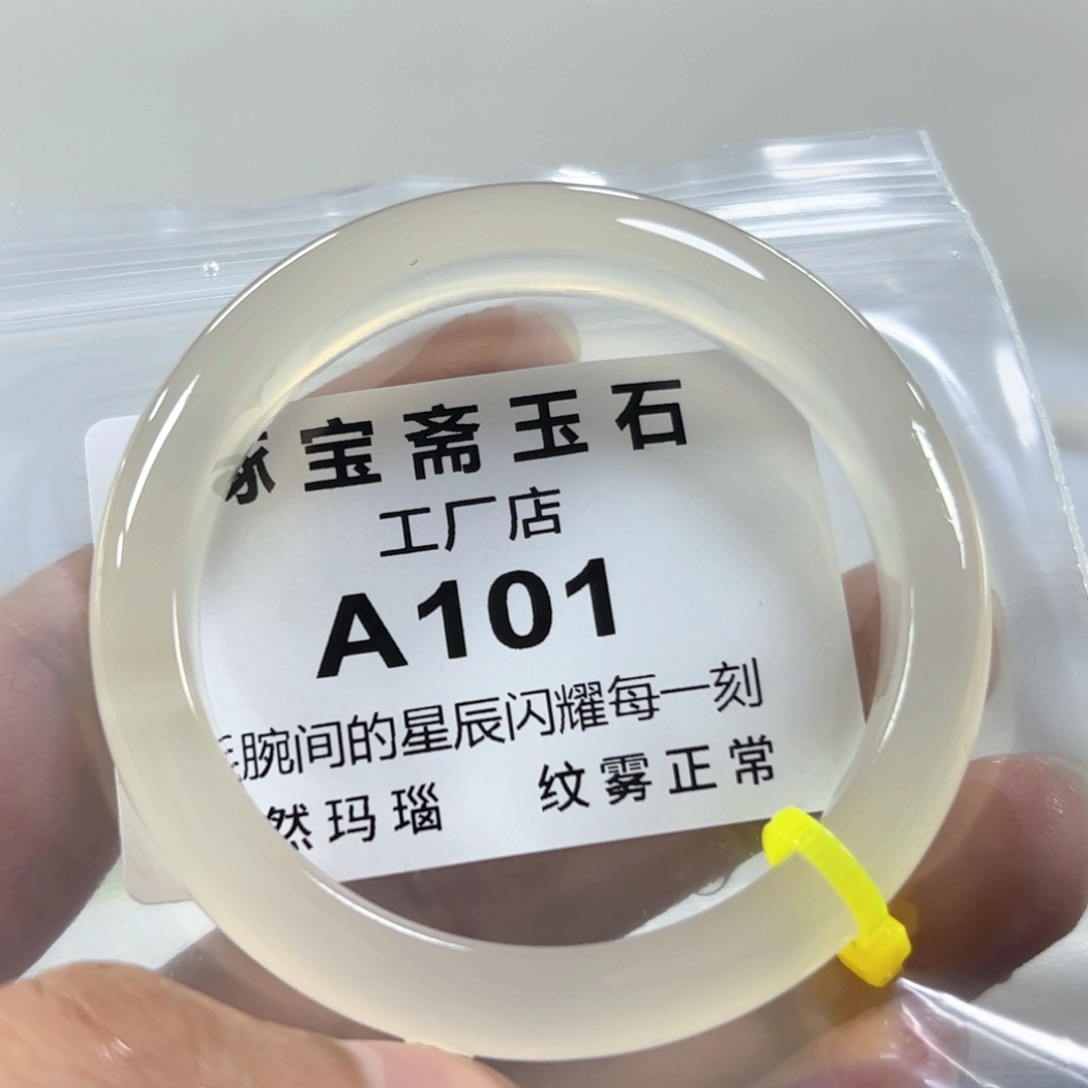 宝斋玉石
工厂店
A101
腕间的星辰闪耀每一刻
然玛瑙 纹雾正常